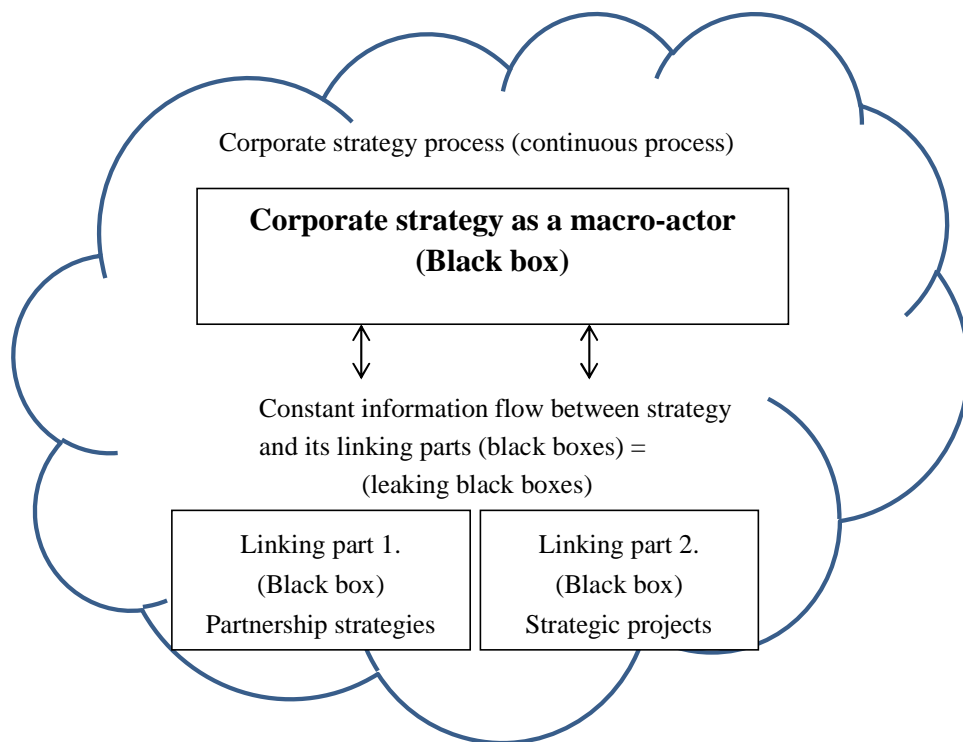 Corporate strategy process (continuous process)
Corporate strategy as a macro-actor
(Black box)
Constant information flow between strategy
and its linking parts (black boxes) =
(leaking black boxes)
Linking part 1.
(Black box)
Partnership strategies
Linking part 2.
(Black box)
Strategic projects